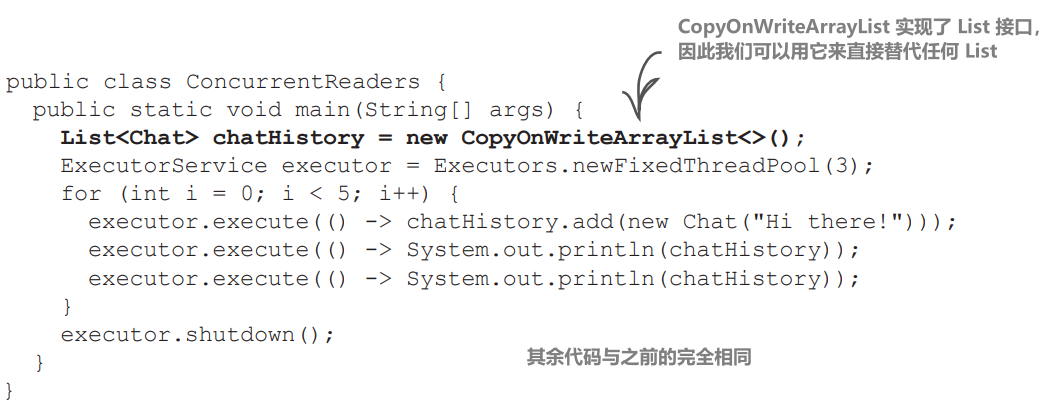 CopyOnWriteArrayList 实现了 List 接口，
因此我们可以用它来直接替代任何 List
public class ConcurrentReaders {
  public static void main(String[] args) {
    List<Chat> chatHistory = new CopyOnWriteArrayList<>();
    ExecutorService executor = Executors.newFixedThreadPool(3);
    for (int i = 0; i < 5; i++) {
      executor.execute(() -> chatHistory.add(new Chat("Hi there!")));
      executor.execute(() -> System.out.println(chatHistory));
      executor.execute(() -> System.out.println(chatHistory));
    }
    executor.shutdown();
其余代码与之前的完全相同
  }
}